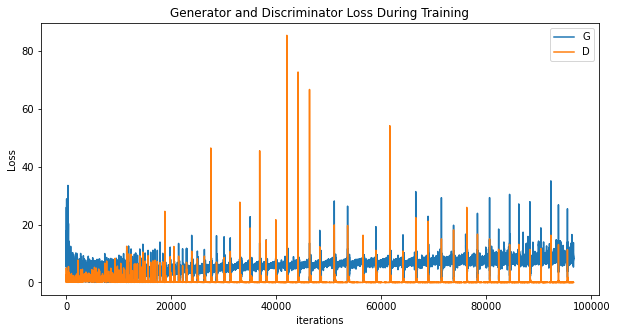 Generator and Discriminator Loss During Training
G
D
80
60
40
20
0
Loss
0
20000
40000
60000
80000
100000
iterations